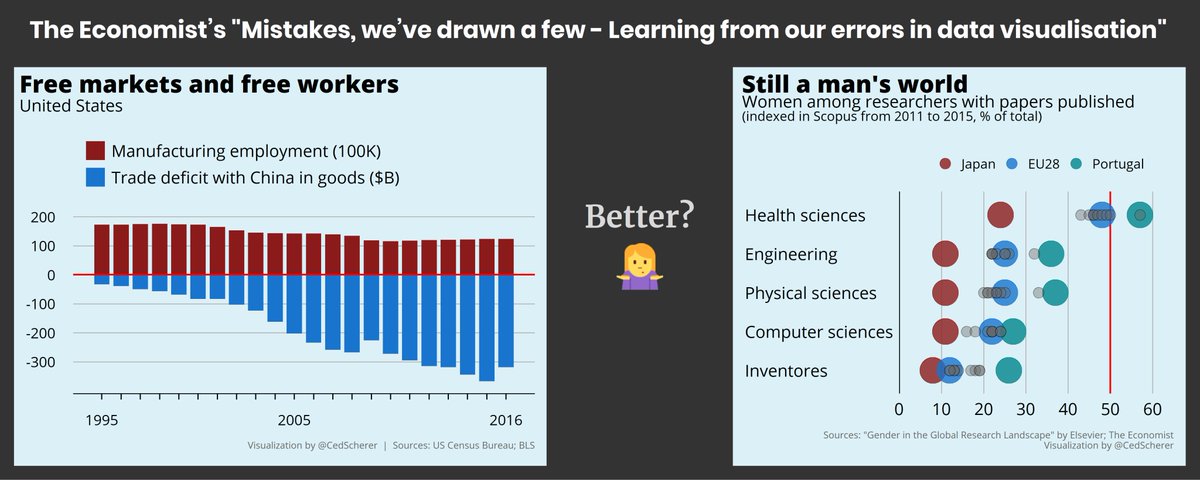 The Economist’s "Mistakes, we’ve drawn a few - Learning from our errors in data visualisation"
Free markets and free workers
United States
Manufacturing employment (100K)
Trade deficit with China in goods ($B)
200
100
0
-100
-200
-300
1995
2005
2016
Visualization by @CedScherer | Sources: US Census Bureau; BLS
Better?
Still a man's world
Women among researchers with papers published
(indexed in Scopus from 2011 to 2015, % of total)
Japan EU28 Portugal
Health sciences
Engineering
Physical sciences
Computer sciences
Inventores
0 10 20 30 40 50 60
Sources: "Gender in the Global Research Landscape" by Elsevier; The Economist
Visualization by @CedScherer